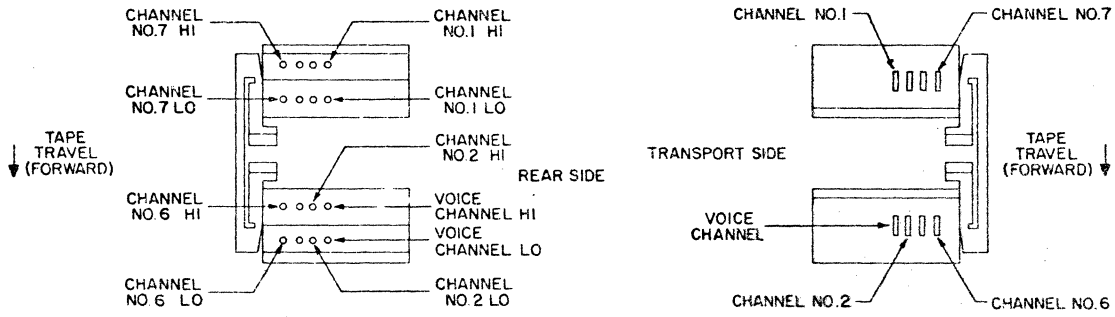 CHANNEL
NO.7 HI
CHANNEL
NO.1 HI
CHANNEL
NO.7 LO
CHANNEL
NO.1 LO
TAPE
TRAVEL
(FORWARD)
CHANNEL
NO.2 HI
REAR SIDE
CHANNEL
NO.6 HI
VOICE
CHANNEL HI
VOICE
CHANNEL LO
CHANNEL
NO.6 LO
CHANNEL
NO.2 LO
CHANNEL NO.1
CHANNEL NO.7
TRANSPORT SIDE
TAPE
TRAVEL
(FORWARD)
VOICE
CHANNEL
CHANNEL NO.2
CHANNEL NO.6